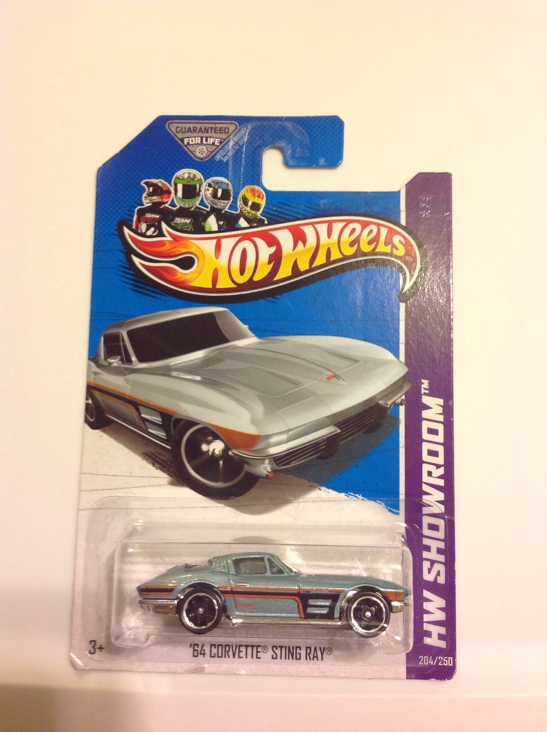 GUARANTEED
FOR LIFE
HOT WHEELS
HW SHOWROOM™
3+
'64 CORVETTE® STING RAY®
204/250